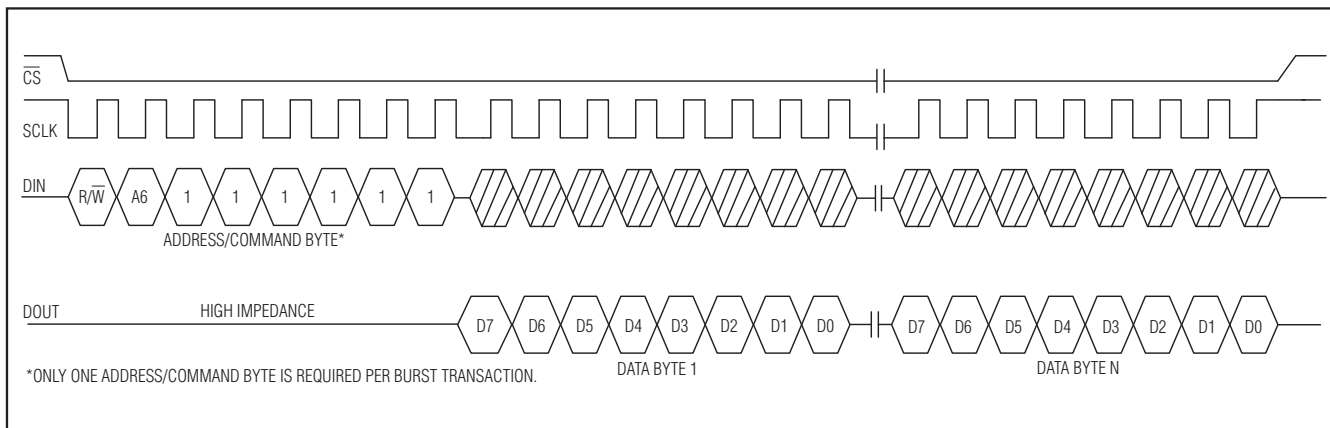 C̅S̅
SCLK
DIN R/W̅ A6 1 1 1 1 1 1
ADDRESS/COMMAND BYTE*
DOUT HIGH IMPEDANCE D7 D6 D5 D4 D3 D2 D1 D0 D7 D6 D5 D4 D3 D2 D1 D0
DATA BYTE 1 DATA BYTE N
*ONLY ONE ADDRESS/COMMAND BYTE IS REQUIRED PER BURST TRANSACTION.